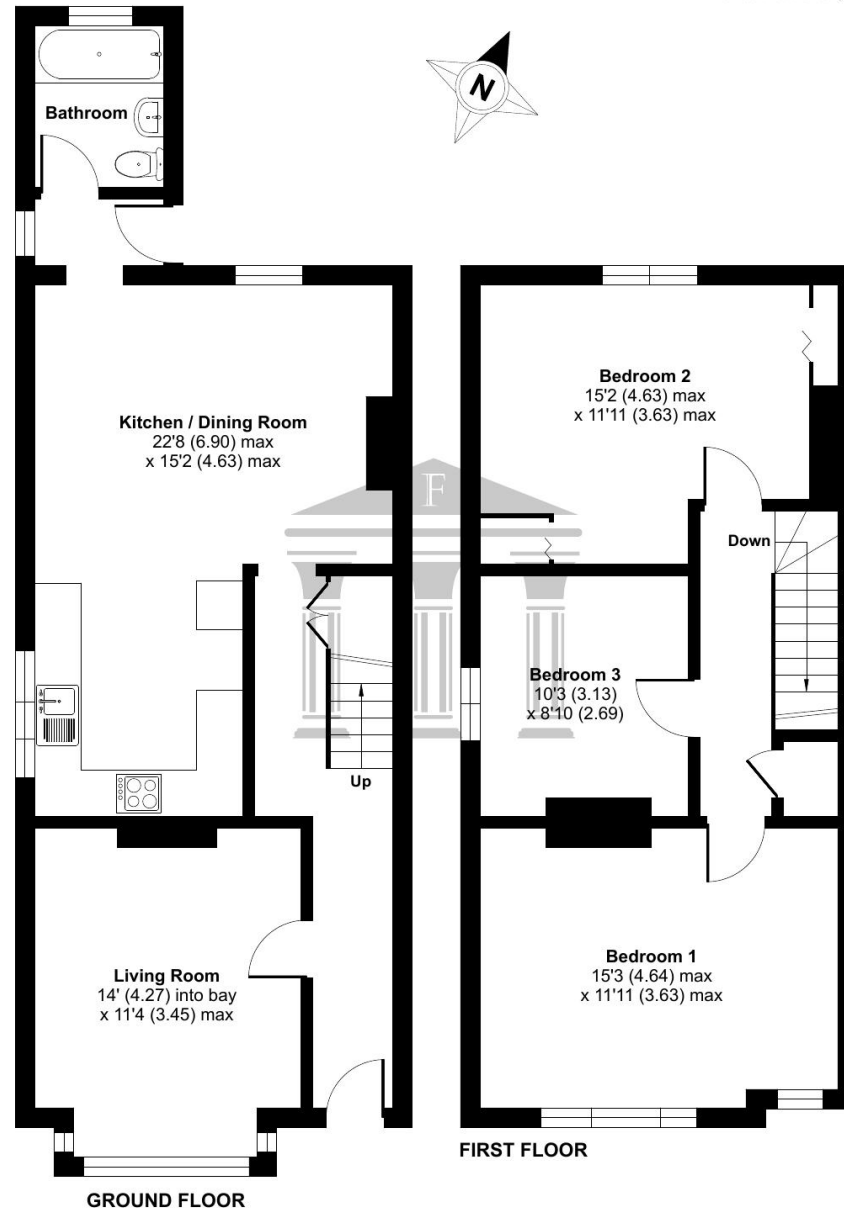 N
Bathroom
Kitchen / Dining Room
22'8 (6.90) max
x 15'2 (4.63) max
F
Up
Living Room
14' (4.27) into bay
x 11'4 (3.45) max
GROUND FLOOR
Bedroom 2
15'2 (4.63) max
x 11'11 (3.63) max
Down
Bedroom 3
10'3 (3.13)
x 8'10 (2.69)
Bedroom 1
15'3 (4.64) max
x 11'11 (3.63) max
FIRST FLOOR